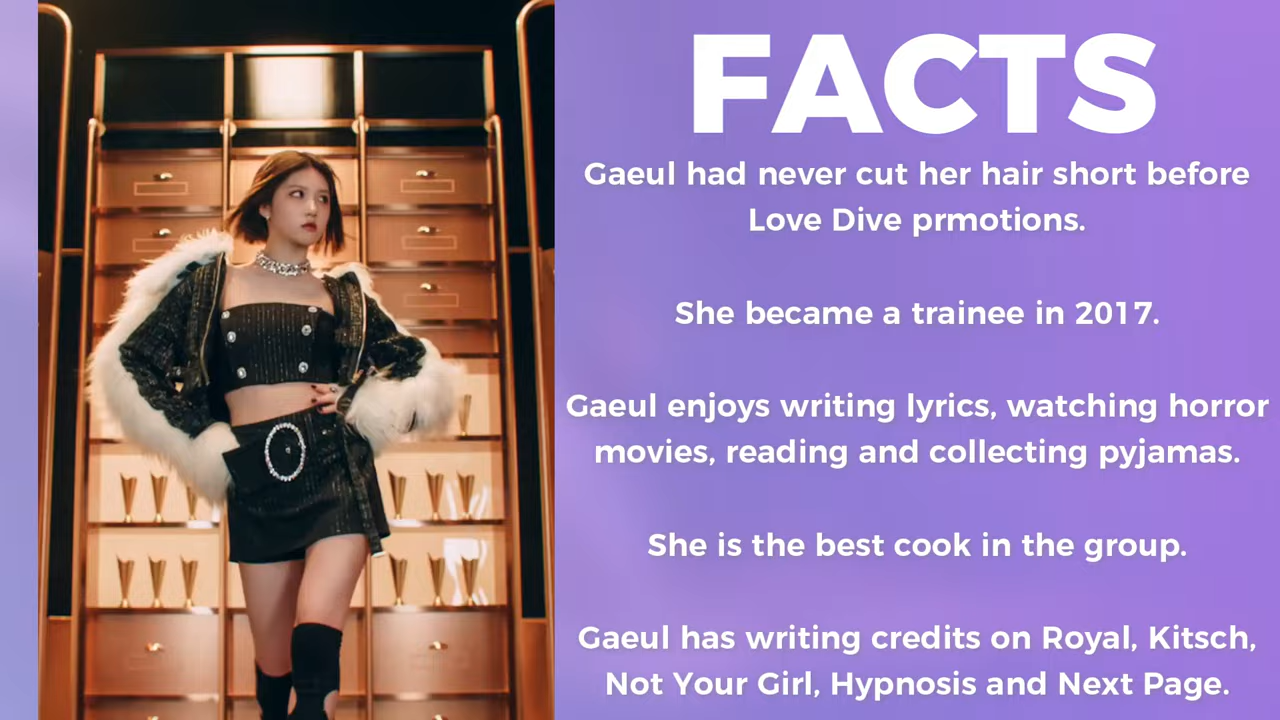 FACTS
Gaeul had never cut her hair short before
Love Dive prmotions.
She became a trainee in 2017.
Gaeul enjoys writing lyrics, watching horror
movies, reading and collecting pyjamas.
She is the best cook in the group.
Gaeul has writing credits on Royal, Kitsch,
Not Your Girl, Hypnosis and Next Page.